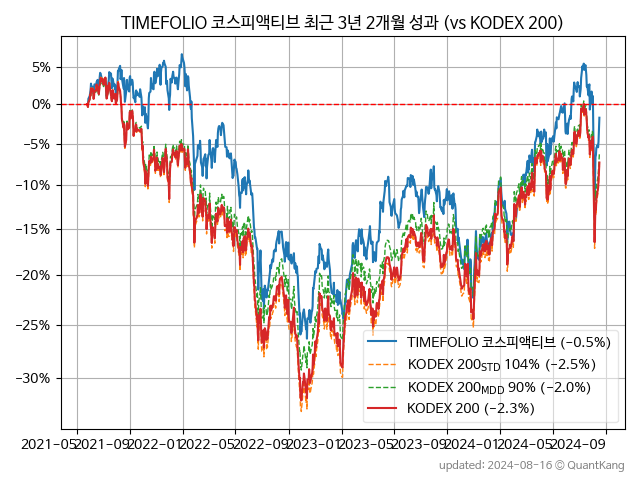 TIMEFOLIO 코스피액티브 최근 3년 2개월 성과 (vs KODEX 200)
5%
0%
−5%
−10%
−15%
−20%
−25%
−30%
TIMEFOLIO 코스피액티브 (−0.5%)
KODEX 200STD 104% (−2.5%)
KODEX 200MDD 90% (−2.0%)
KODEX 200 (−2.3%)
2021-05 2021-09 2022-01 2022-05 2022-09 2023-01 2023-05 2023-09 2024-01 2024-05 2024-09
updated: 2024-08-16 © QuantKang